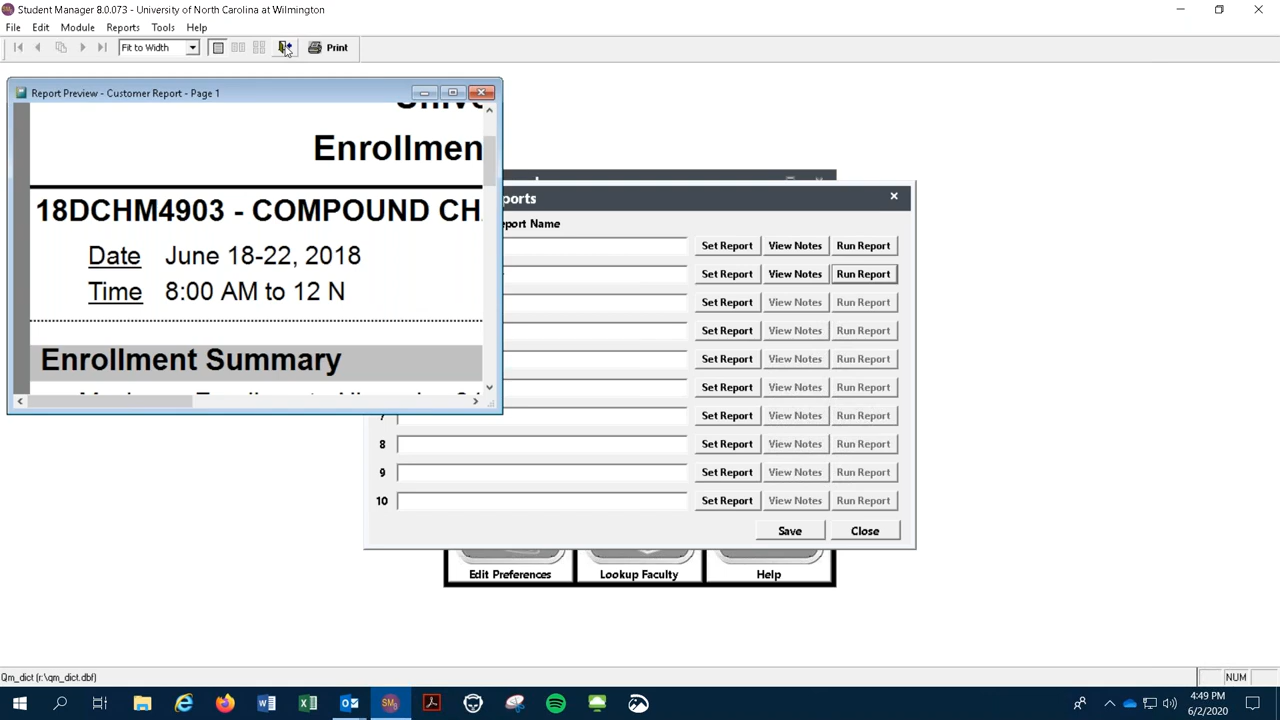 Student Manager 8.0.073 - University of North Carolina at Wilmington
File Edit Module Reports Tools Help
Fit to Width Print
Report Preview - Customer Report - Page 1
Enrollmen
18DCHM4903 - COMPOUND CH
Date June 18-22, 2018
Time 8:00 AM to 12 N
Enrollment Summary
ports
eport Name
Set Report View Notes Run Report
Set Report View Notes Run Report
Set Report View Notes Run Report
Set Report View Notes Run Report
Set Report View Notes Run Report
Set Report View Notes Run Report
7 Set Report View Notes Run Report
8 Set Report View Notes Run Report
9 Set Report View Notes Run Report
10 Set Report View Notes Run Report
Save Close
Edit Preferences Lookup Faculty Help
Qm_dict (r:\qm_dict.dbf) NUM
4:49 PM
6/2/2020